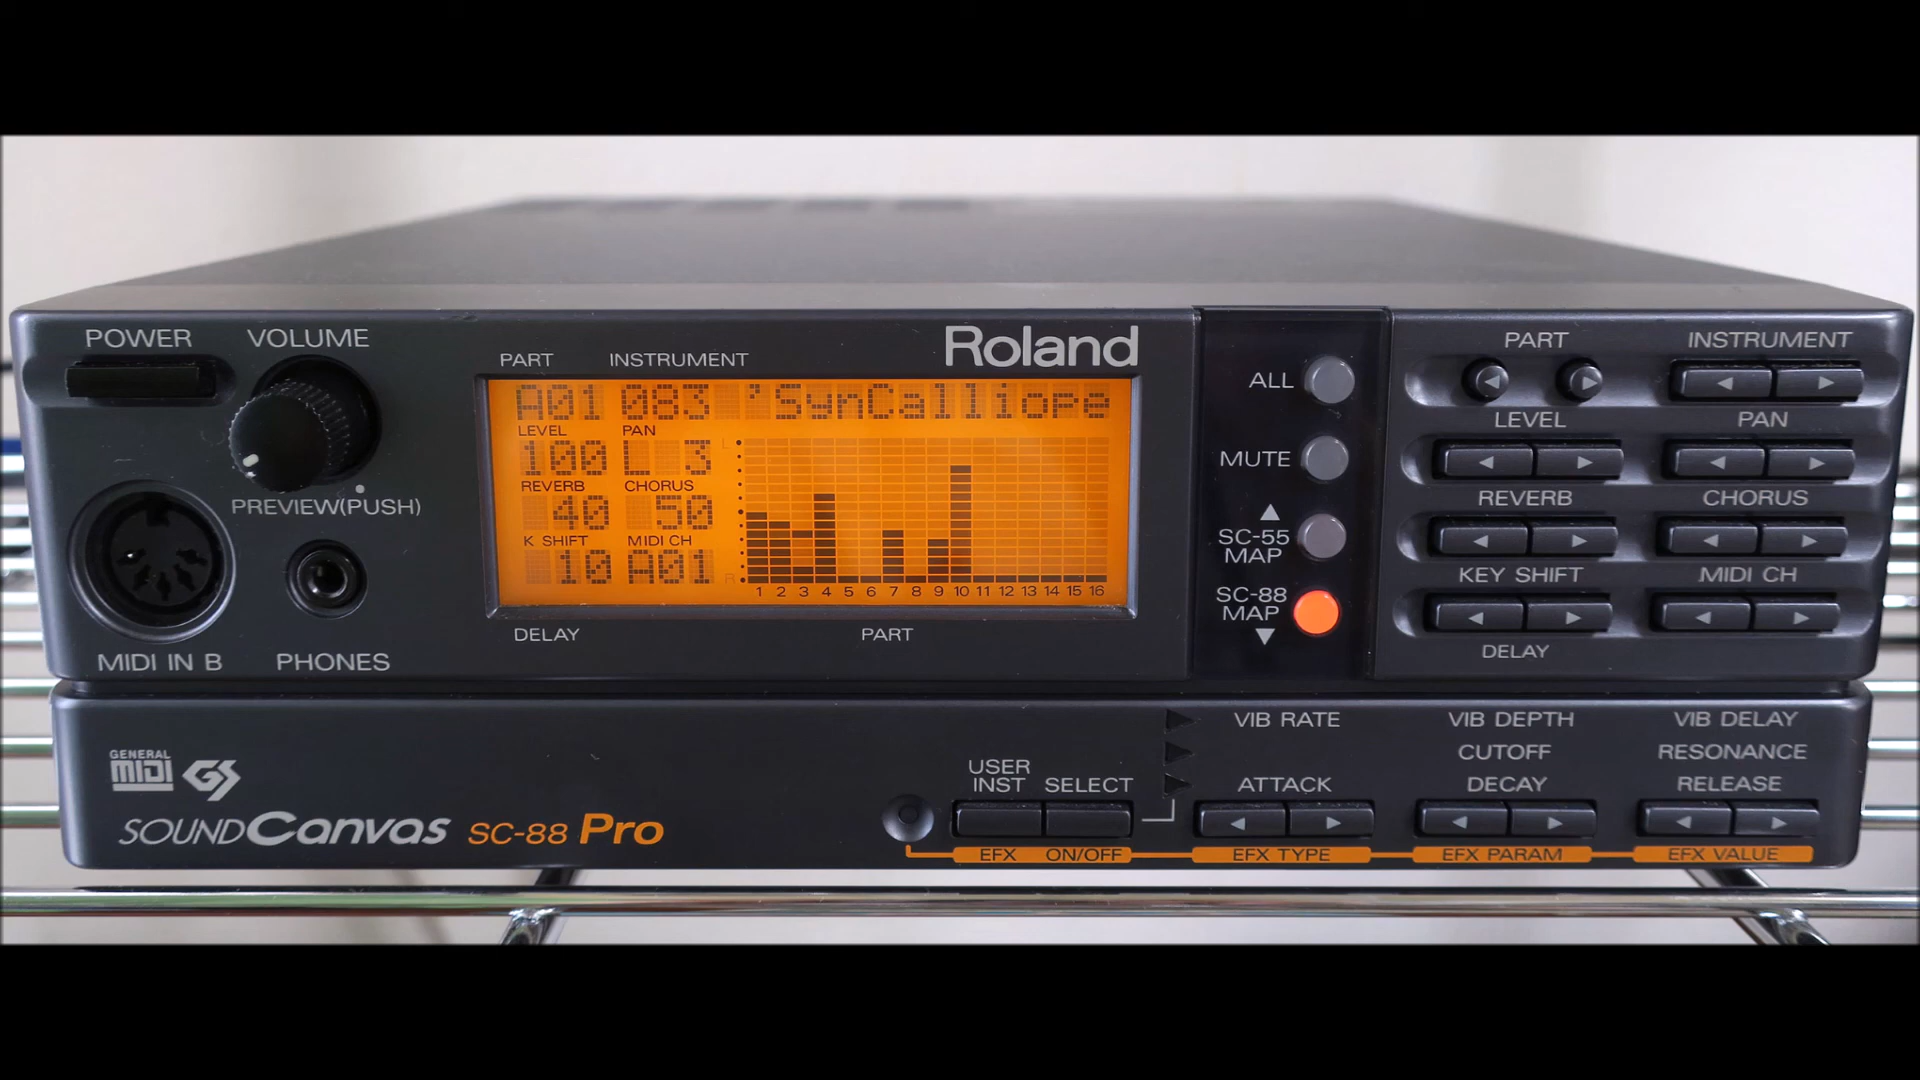 POWER VOLUME
PREVIEW(PUSH)
MIDI IN B PHONES
PART INSTRUMENT Roland
A01 083 'SynCalliope
LEVEL PAN
100 L 3
REVERB CHORUS
40 50
K SHIFT MIDI CH
10 A01
L
R
1 2 3 4 5 6 7 8 9 10 11 12 13 14 15 16
DELAY PART
ALL
MUTE
SC-55
MAP
SC-88
MAP
PART INSTRUMENT
LEVEL PAN
REVERB CHORUS
KEY SHIFT MIDI CH
DELAY
GENERAL
MIDI GS
SOUND Canvas SC-88 Pro
USER
INST SELECT
VIB RATE VIB DEPTH VIB DELAY
CUTOFF RESONANCE
ATTACK DECAY RELEASE
EFX ON/OFF EFX TYPE EFX PARAM EFX VALUE